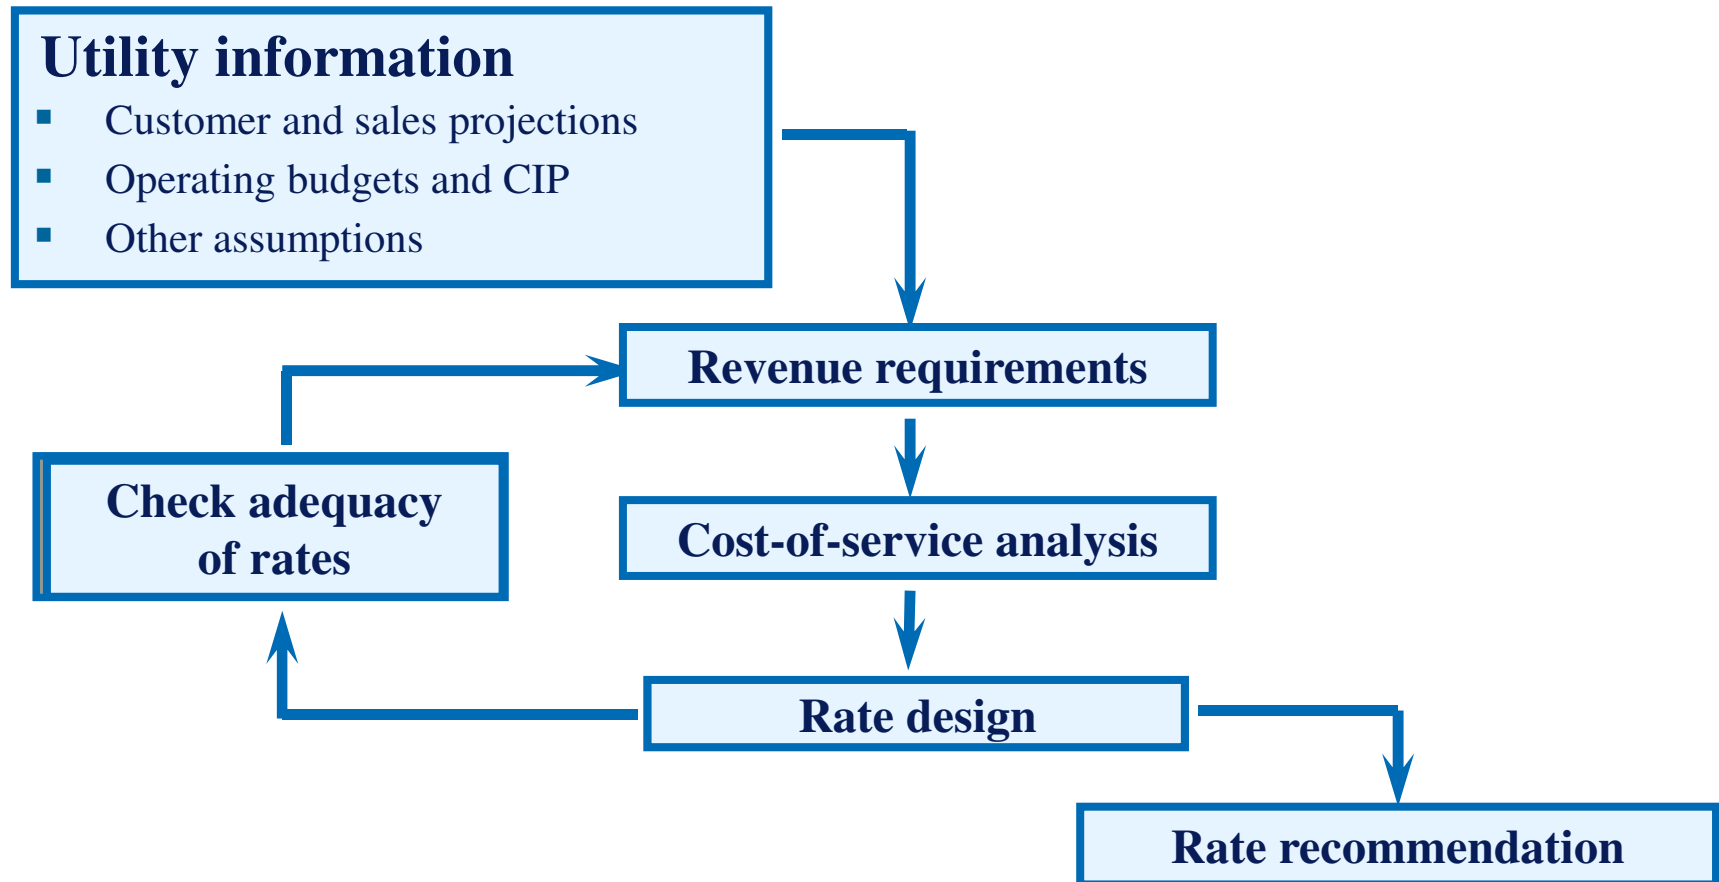 Utility information
▪ Customer and sales projections
▪ Operating budgets and CIP
▪ Other assumptions
Revenue requirements
Check adequacy
of rates
Cost-of-service analysis
Rate design
Rate recommendation